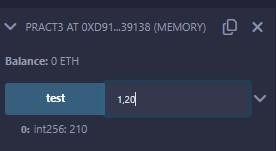 PRACT3 AT 0XD91...39138 (MEMORY)
Balance: 0 ETH
test 1,20
0: int256: 210